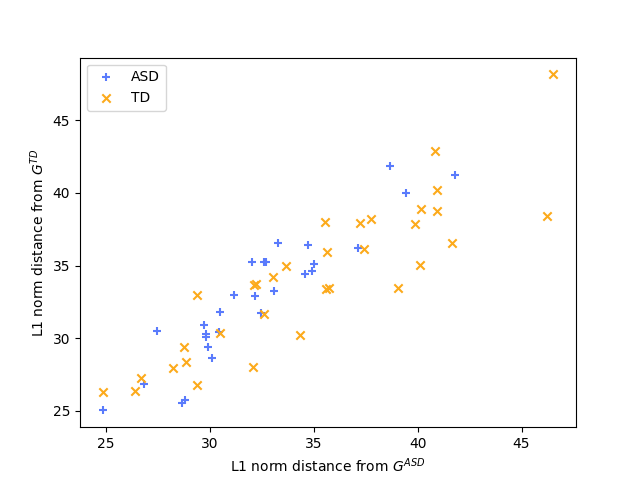 ASD
TD
45
40
35
30
25
L1 norm distance from G^{TD}
25 30 35 40 45
L1 norm distance from G^{ASD}